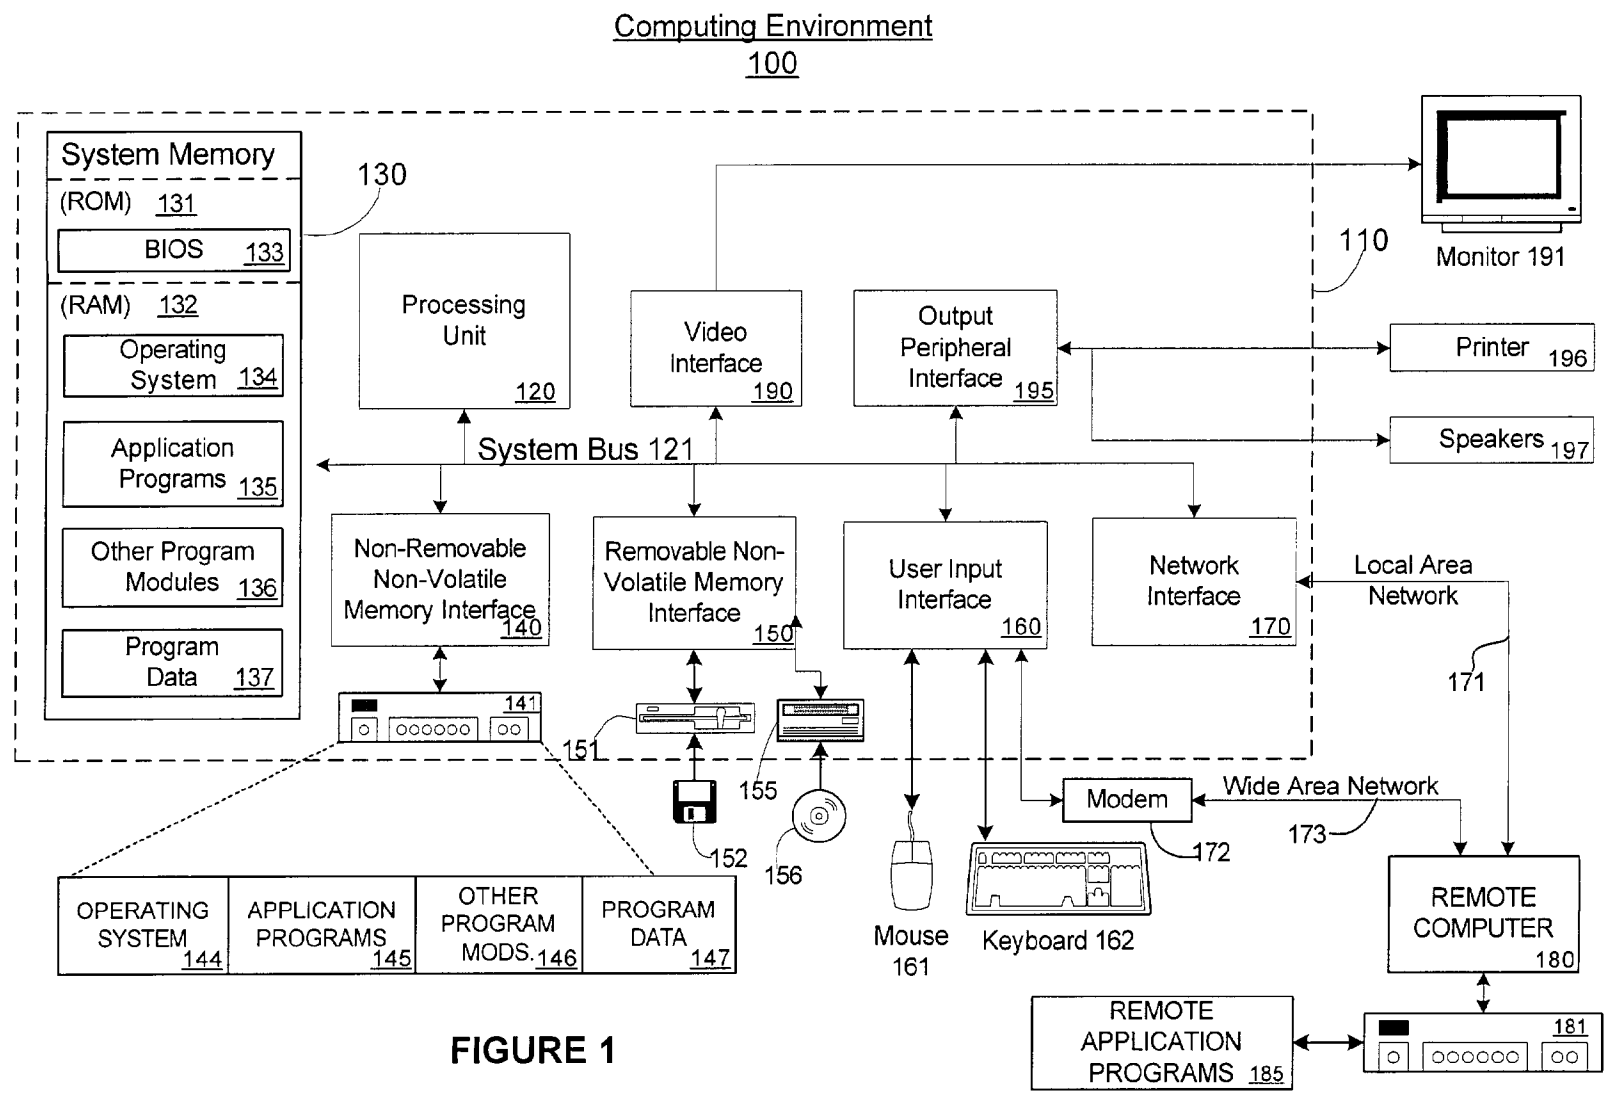 Computing Environment
100
System Memory
(ROM) 131
BIOS 133
(RAM) 132
Operating
System 134
Application
Programs 135
Other Program
Modules 136
Program
Data 137
130
Processing
Unit
120
Video
Interface
190
Output
Peripheral
Interface
195
110
Monitor 191
Printer 196
Speakers 197
System Bus 121
Non-Removable
Non-Volatile
Memory Interface
140
Removable Non-
Volatile Memory
Interface
150
User Input
Interface
160
Network
Interface
170
Local Area
Network
171
141
151
152
155
156
Modem
172
Wide Area Network
173
Mouse
161
Keyboard 162
OPERATING
SYSTEM 144
APPLICATION
PROGRAMS 145
OTHER
PROGRAM
MODS. 146
PROGRAM
DATA 147
REMOTE
COMPUTER
180
181
REMOTE
APPLICATION
PROGRAMS 185
FIGURE 1